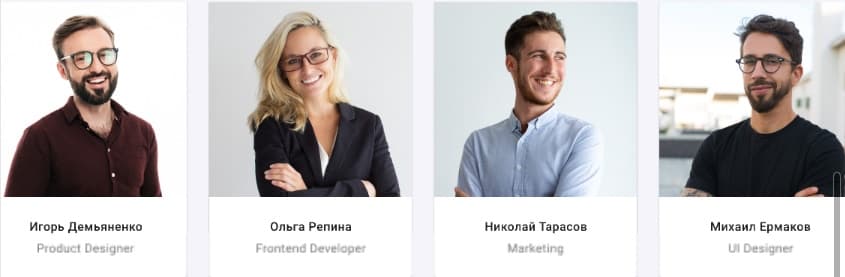 Игорь Демьяненко
Product Designer
Ольга Репина
Frontend Developer
Николай Тарасов
Marketing
Михаил Ермаков
UI Designer